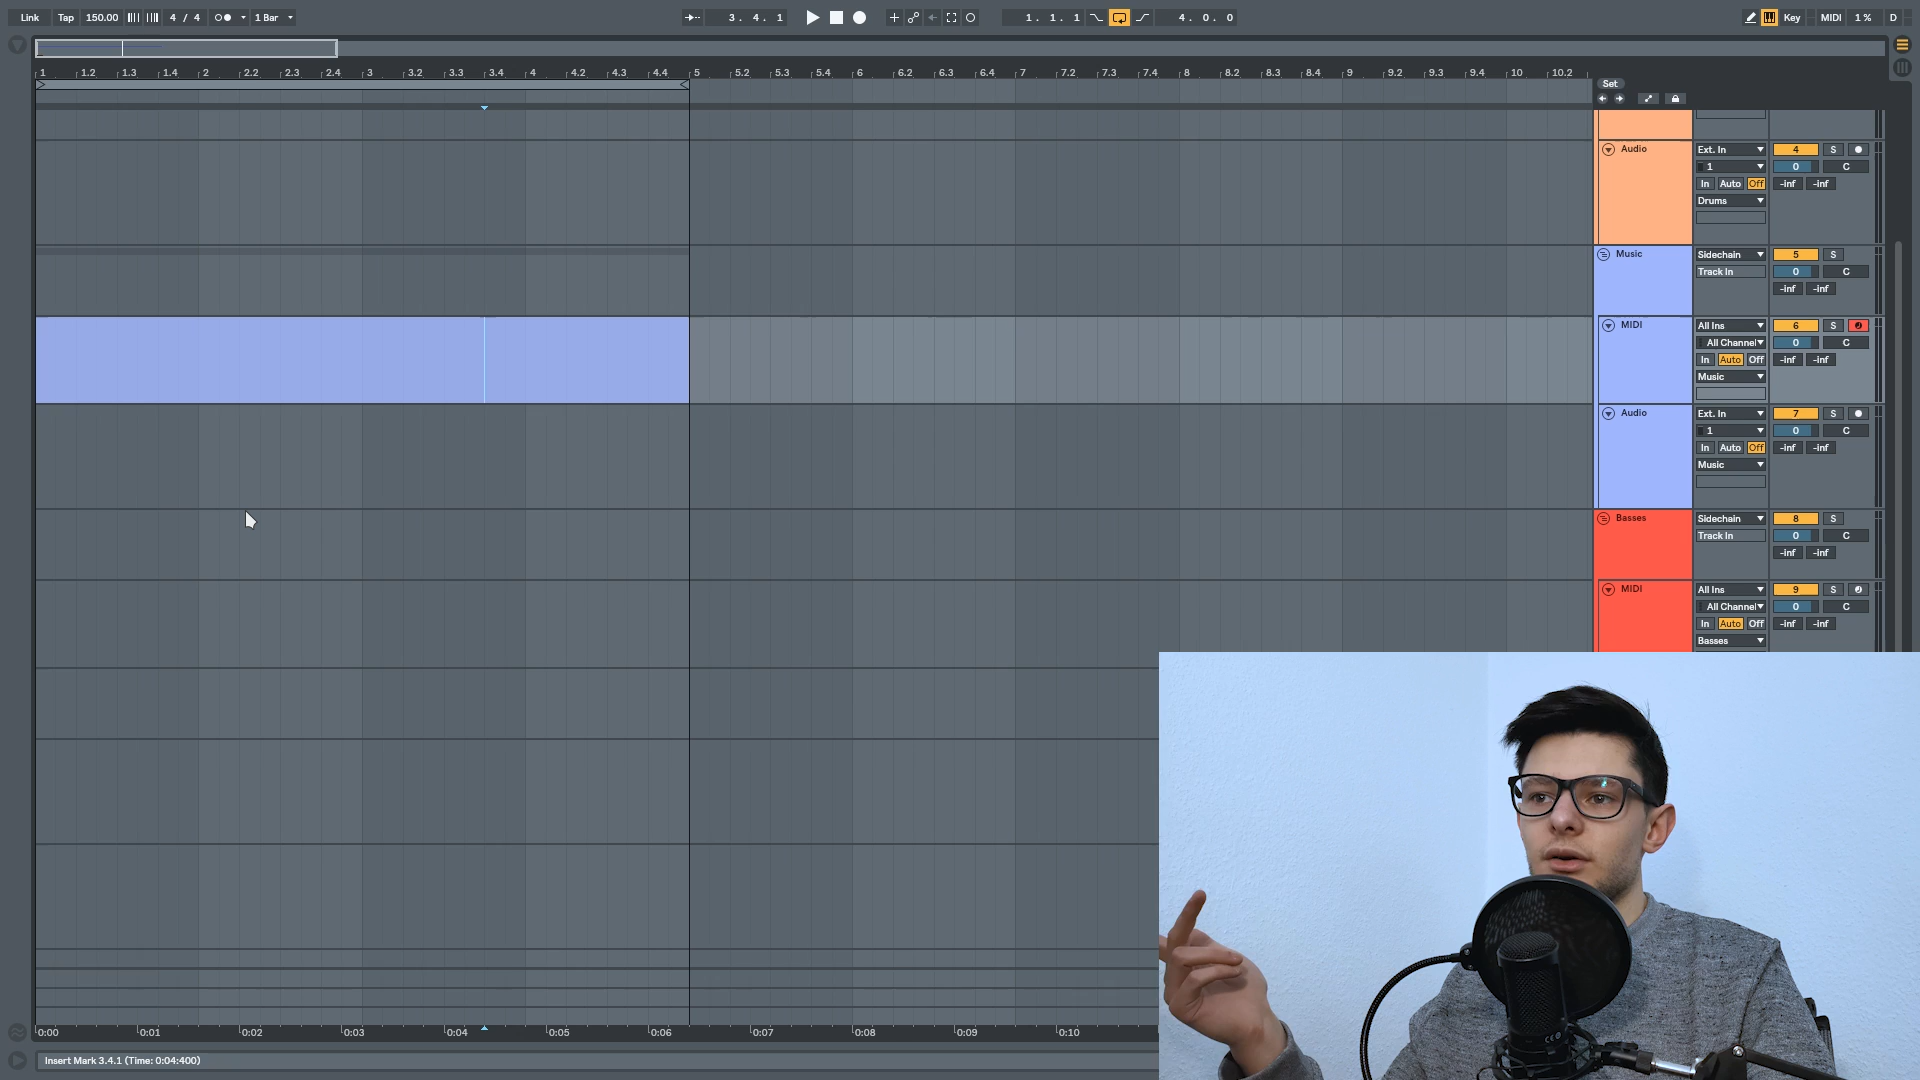 Link Tap 150.00 4 / 4 1 Bar 3. 4. 1 1. 1. 1 4. 0. 0 Key MIDI 1 % D
1 1.2 1.3 1.4 2 2.2 2.3 2.4 3 3.2 3.3 3.4 4 4.2 4.3 4.4 5 5.2 5.3 5.4 6 6.2 6.3 6.4 7 7.2 7.3 7.4 8 8.2 8.3 8.4 9 9.2 9.3 9.4 10 10.2
Set
Audio Ext. In 4 S
1 0 C
In Auto Off -inf -inf
Drums
Music Sidechain 5 S
Track In 0 C
-inf -inf
MIDI All Ins 6 S
All Channel 0 C
In Auto Off -inf -inf
Music
Audio Ext. In 7 S
1 0 C
In Auto Off -inf -inf
Music
Basses Sidechain 8 S
Track In 0 C
-inf -inf
MIDI All Ins 9 S
All Channel 0 C
In Auto Off -inf -inf
Basses
0:00 0:01 0:02 0:03 0:04 0:05 0:06 0:07 0:08 0:09 0:10
Insert Mark 3.4.1 (Time: 0:04:400)